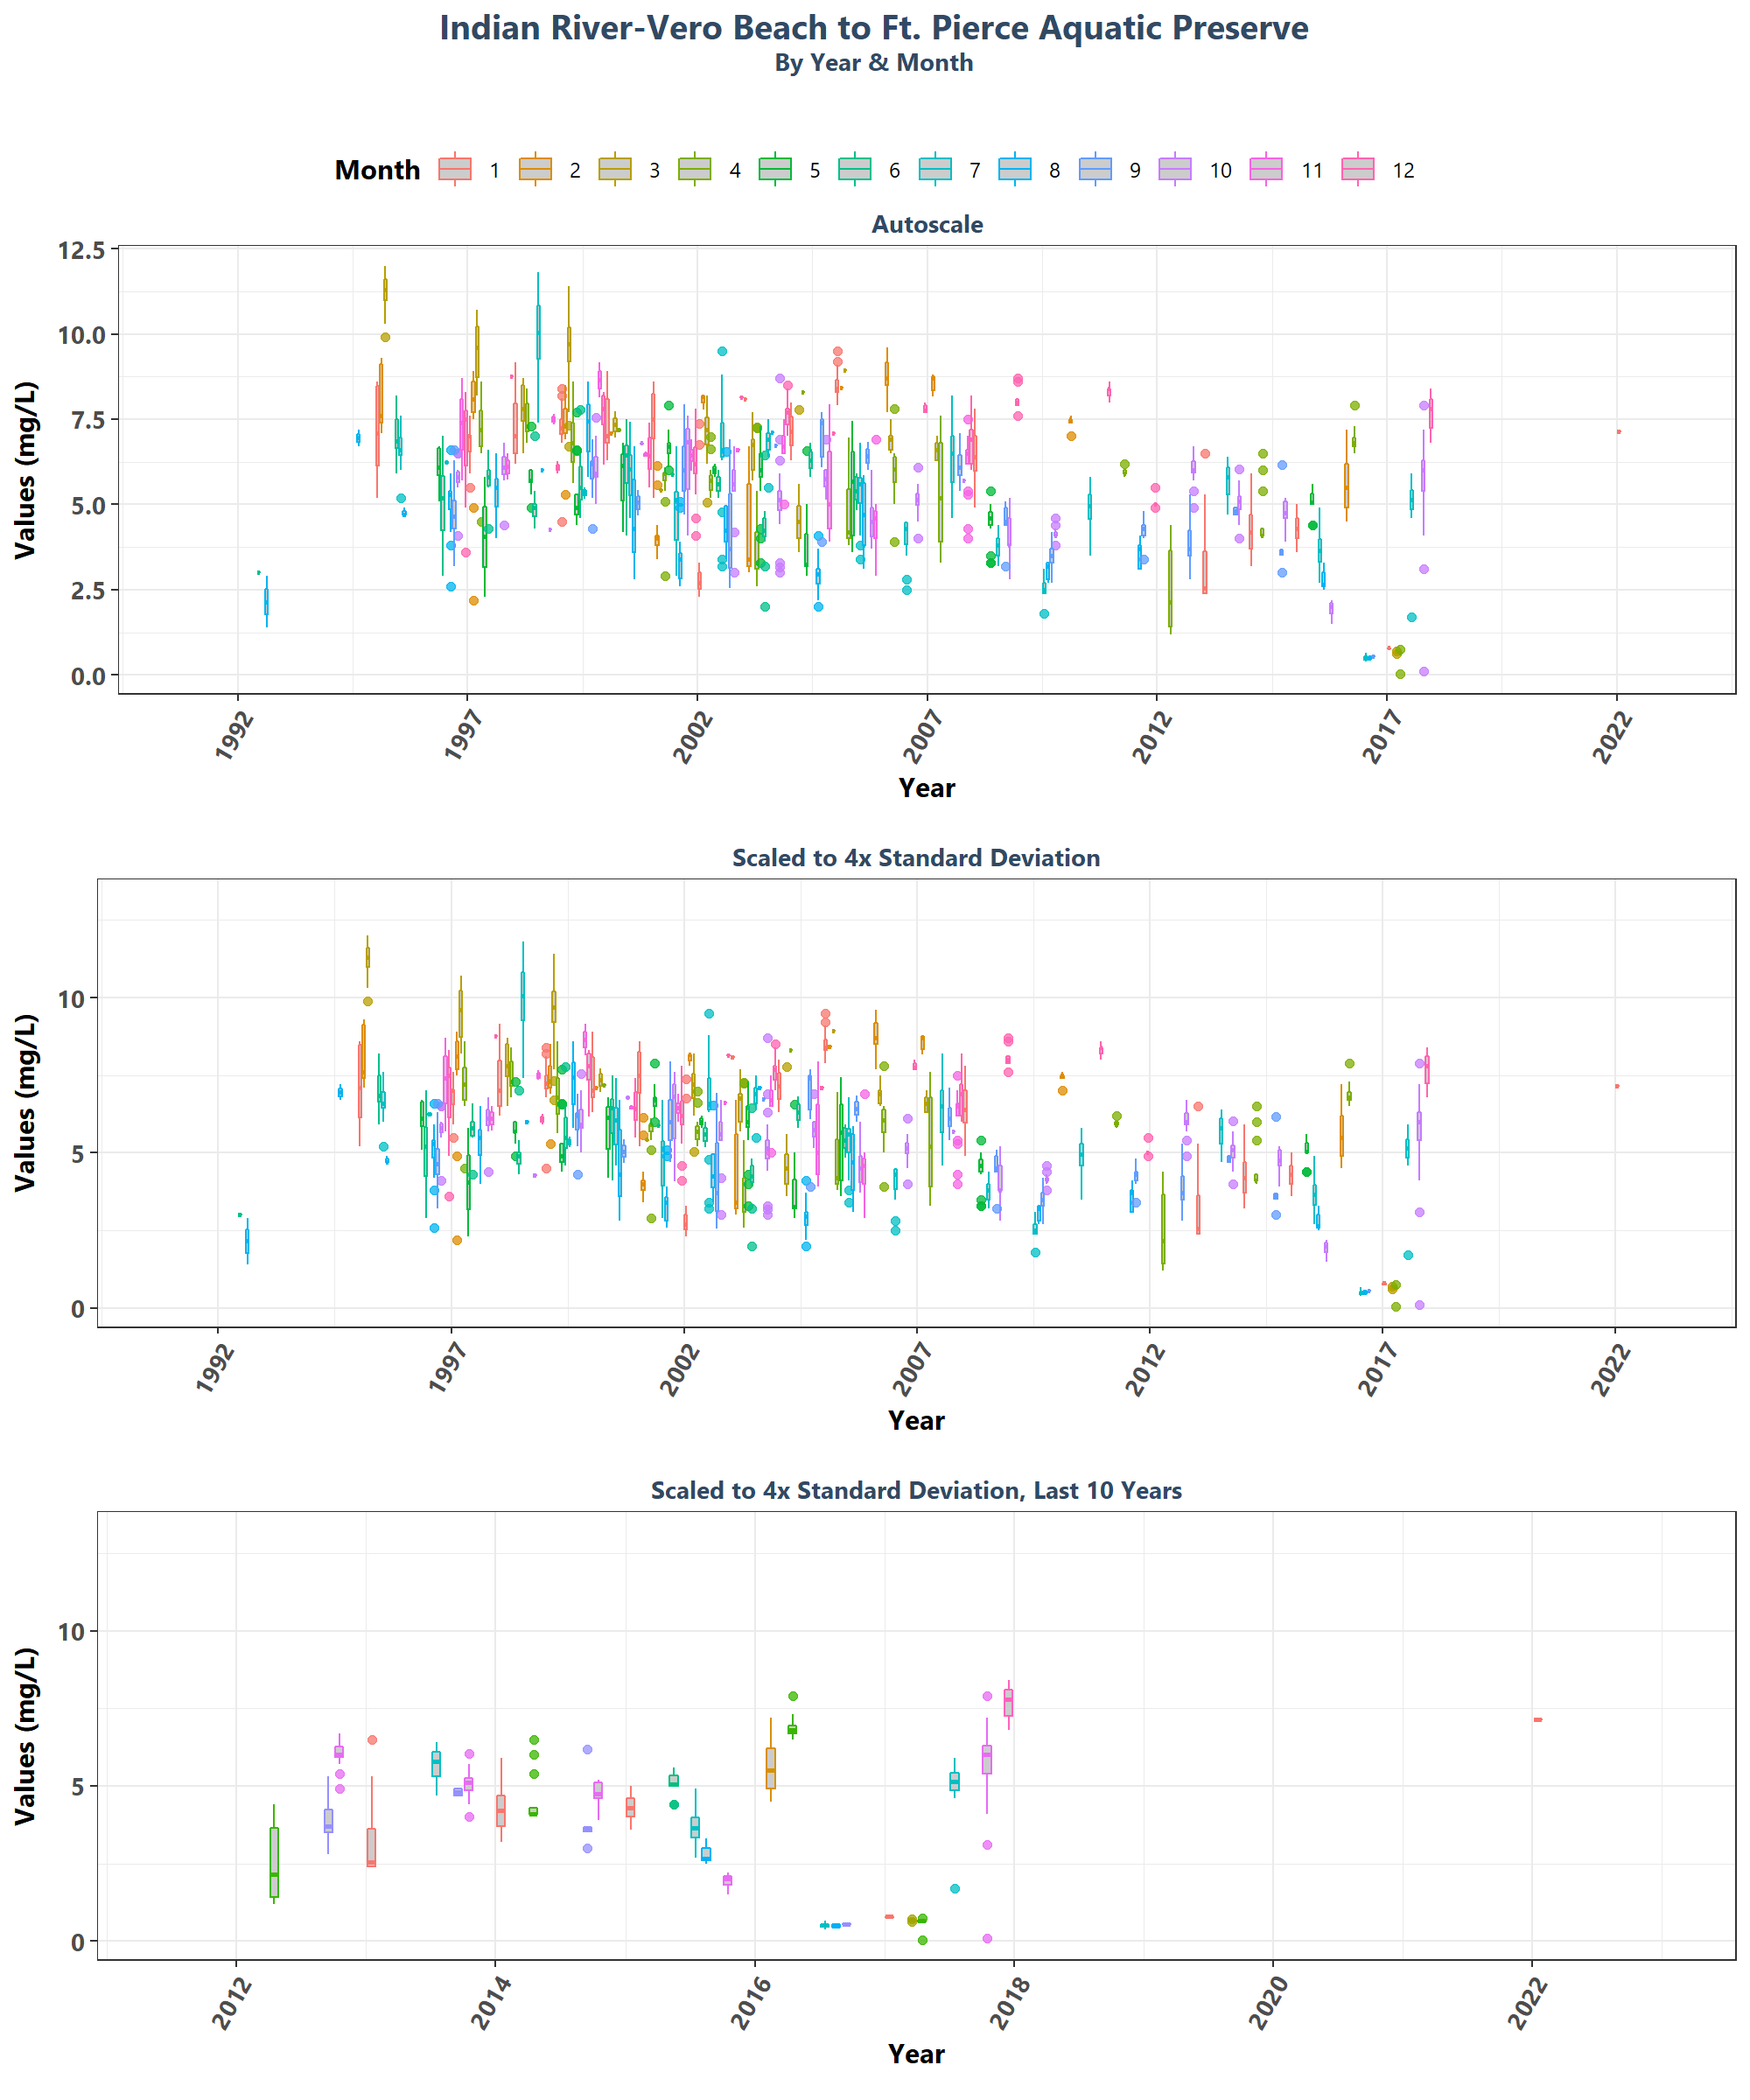 Indian River-Vero Beach to Ft. Pierce Aquatic Preserve
By Year & Month
Month 1 2 3 4 5 6 7 8 9 10 11 12
Autoscale
12.5
10.0
7.5
5.0
2.5
0.0
Values (mg/L)
1992 1997 2002 2007 2012 2017 2022
Year
Scaled to 4x Standard Deviation
10
5
0
Values (mg/L)
1992 1997 2002 2007 2012 2017 2022
Year
Scaled to 4x Standard Deviation, Last 10 Years
10
5
0
Values (mg/L)
2012 2014 2016 2018 2020 2022
Year